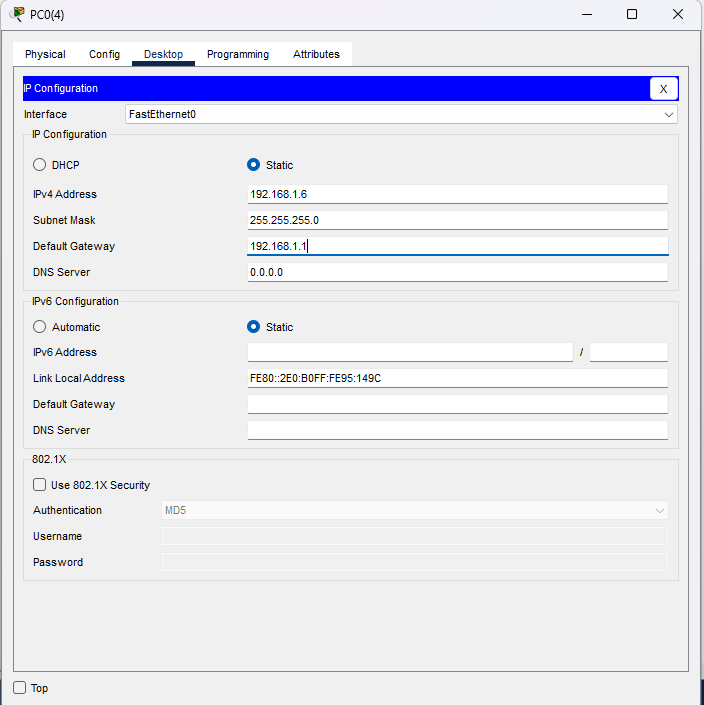 PC0(4)
Physical Config Desktop Programming Attributes
IP Configuration X
Interface FastEthernet0
IP Configuration
DHCP Static
IPv4 Address 192.168.1.6
Subnet Mask 255.255.255.0
Default Gateway 192.168.1.1
DNS Server 0.0.0.0
IPv6 Configuration
Automatic Static
IPv6 Address /
Link Local Address FE80::2E0:B0FF:FE95:149C
Default Gateway
DNS Server
802.1X
Use 802.1X Security
Authentication MD5
Username
Password
Top